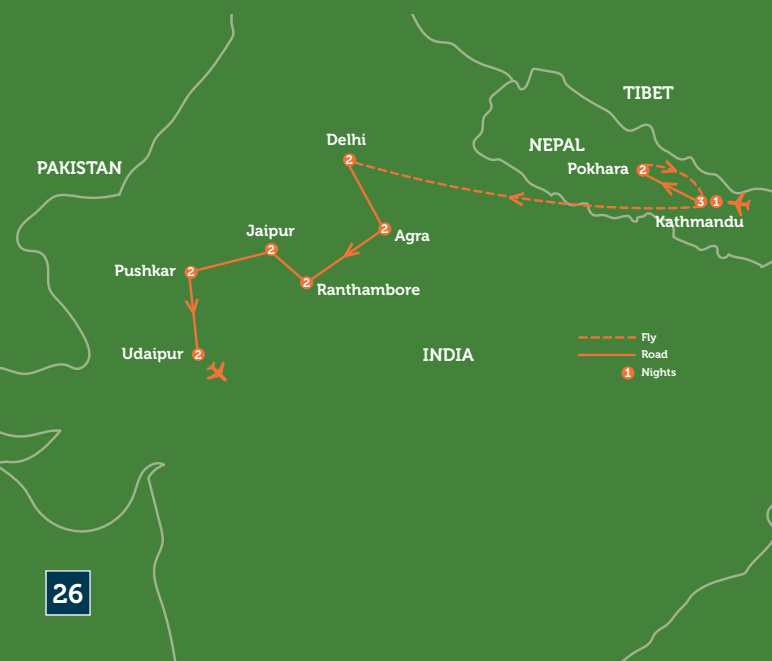 TIBET
Delhi
NEPAL
PAKISTAN
2
Pokhara 2
3 1
Kathmandu
Jaipur
2 Agra
2
Pushkar 2
2 Ranthambore
Fly
Udaipur 2
INDIA
Road
1 Nights
26